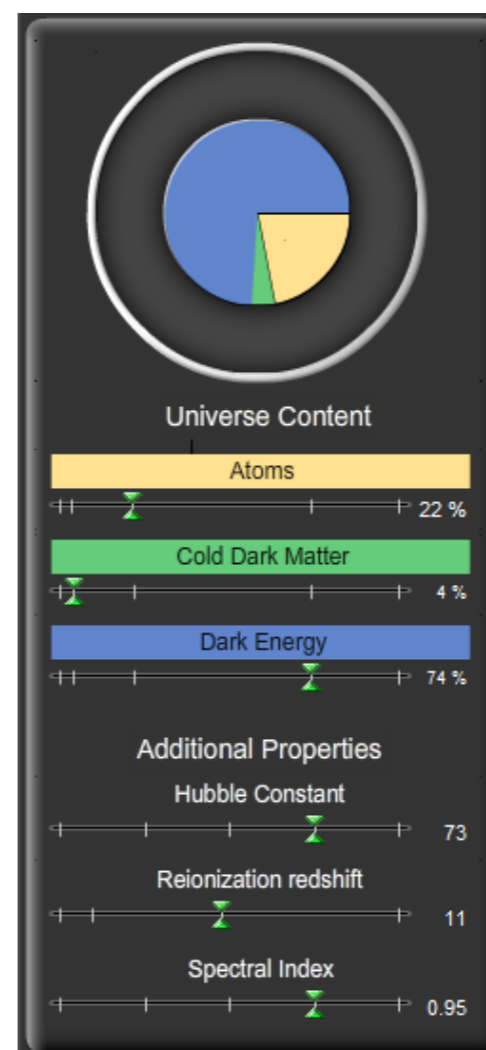 Universe Content
Atoms
22 %
Cold Dark Matter
4 %
Dark Energy
74 %
Additional Properties
Hubble Constant
73
Reionization redshift
11
Spectral Index
0.95